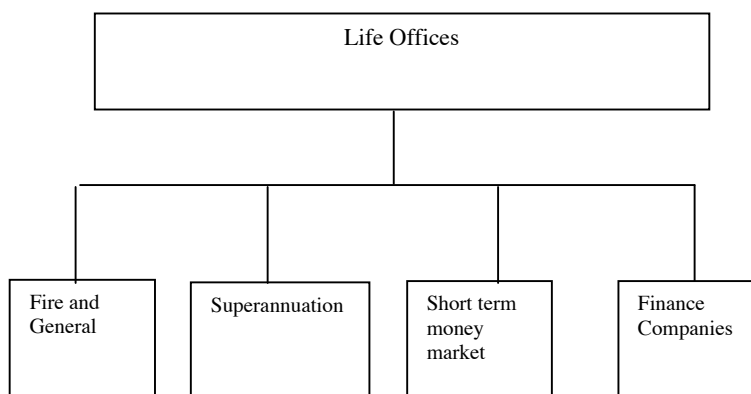 Life Offices
Fire and
General
Superannuation
Short term
money
market
Finance
Companies